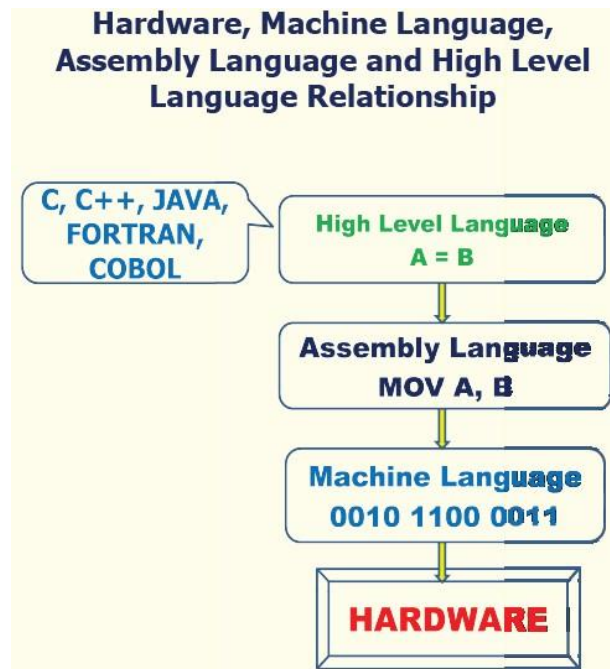 Hardware, Machine Language,
Assembly Language and High Level
Language Relationship
C, C++, JAVA,
FORTRAN,
COBOL
High Level Language
A = B
Assembly Language
MOV A, B
Machine Language
0010 1100 0011
HARDWARE